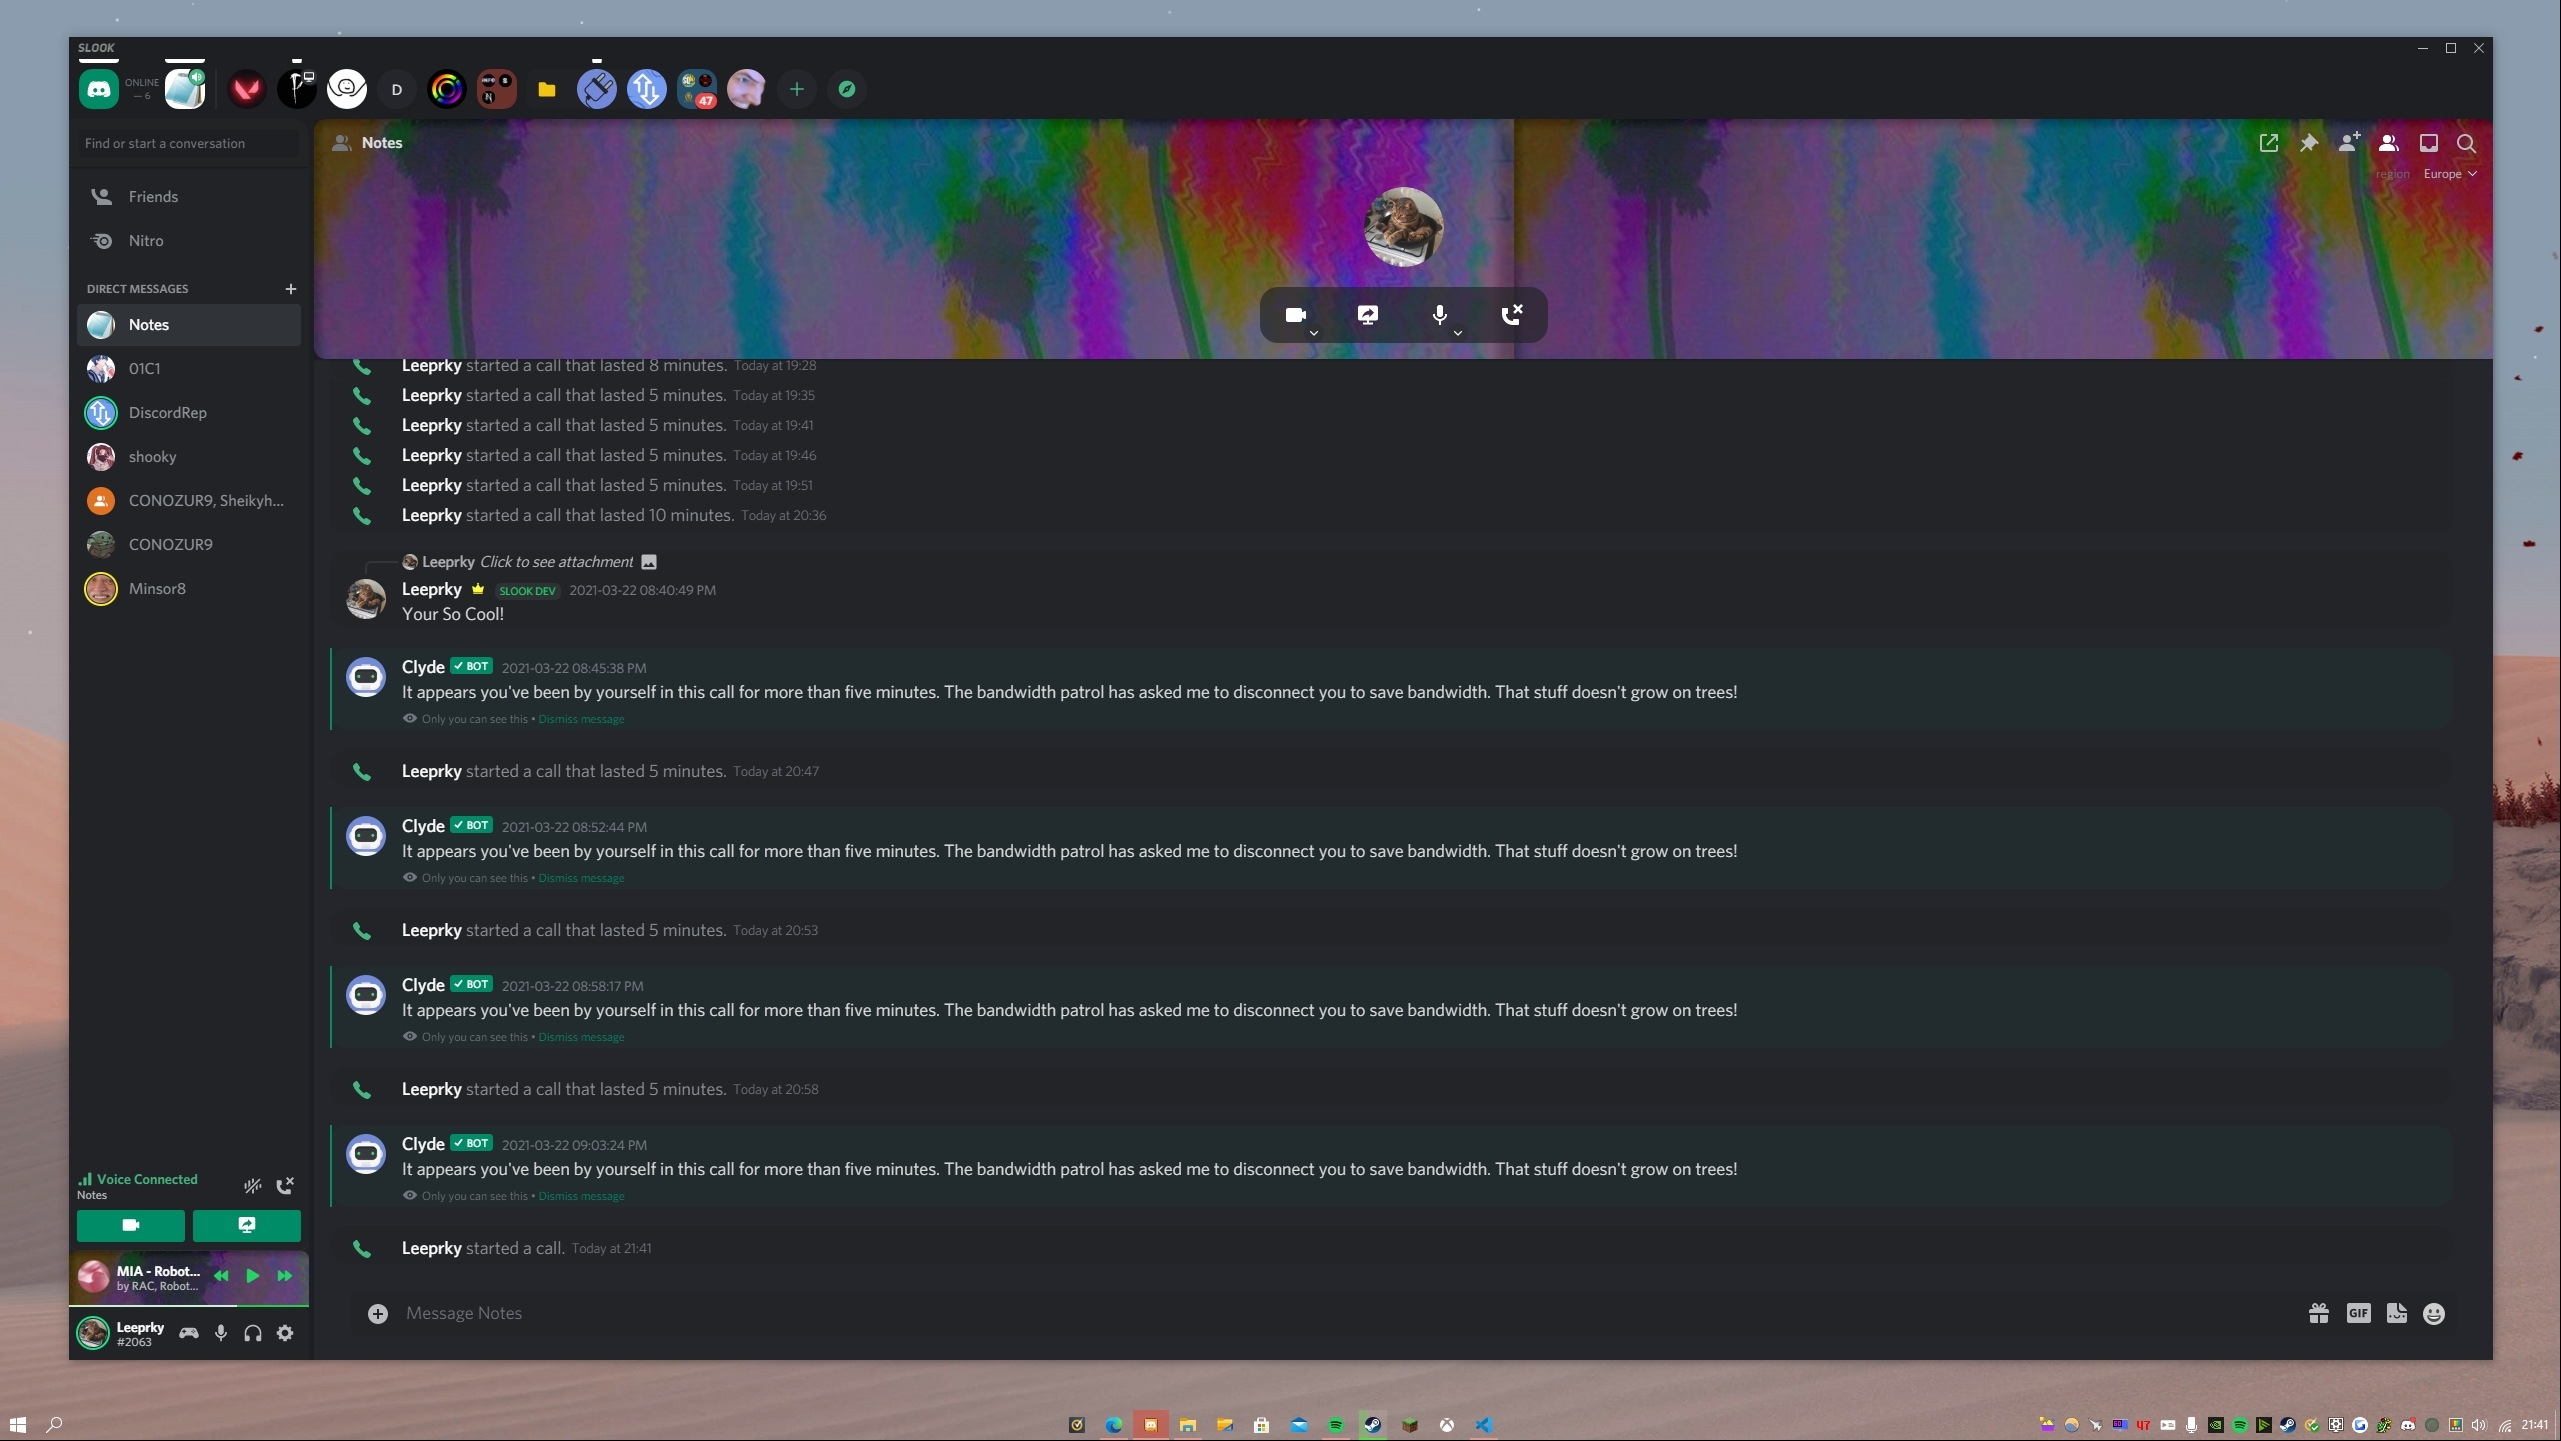 SLOOK
ONLINE
— 6
D
47
Find or start a conversation
Friends
Nitro
DIRECT MESSAGES
Notes
01C1
DiscordRep
shooky
CONOZUR9, Sheikyh...
CONOZUR9
Minsor8
Voice Connected
Notes
MIA - Robot...
by RAC, Robot...
Leeprky
#2063
Notes
region Europe
Leeprky started a call that lasted 8 minutes. Today at 19:28
Leeprky started a call that lasted 5 minutes. Today at 19:35
Leeprky started a call that lasted 5 minutes. Today at 19:41
Leeprky started a call that lasted 5 minutes. Today at 19:46
Leeprky started a call that lasted 5 minutes. Today at 19:51
Leeprky started a call that lasted 10 minutes. Today at 20:36
Leeprky Click to see attachment
Leeprky SLOOK DEV 2021-03-22 08:40:49 PM
Your So Cool!
Clyde BOT 2021-03-22 08:45:38 PM
It appears you've been by yourself in this call for more than five minutes. The bandwidth patrol has asked me to disconnect you to save bandwidth. That stuff doesn't grow on trees!
Only you can see this • Dismiss message
Leeprky started a call that lasted 5 minutes. Today at 20:47
Clyde BOT 2021-03-22 08:52:44 PM
It appears you've been by yourself in this call for more than five minutes. The bandwidth patrol has asked me to disconnect you to save bandwidth. That stuff doesn't grow on trees!
Only you can see this • Dismiss message
Leeprky started a call that lasted 5 minutes. Today at 20:53
Clyde BOT 2021-03-22 08:58:17 PM
It appears you've been by yourself in this call for more than five minutes. The bandwidth patrol has asked me to disconnect you to save bandwidth. That stuff doesn't grow on trees!
Only you can see this • Dismiss message
Leeprky started a call that lasted 5 minutes. Today at 20:58
Clyde BOT 2021-03-22 09:03:24 PM
It appears you've been by yourself in this call for more than five minutes. The bandwidth patrol has asked me to disconnect you to save bandwidth. That stuff doesn't grow on trees!
Only you can see this • Dismiss message
Leeprky started a call. Today at 21:41
Message Notes
GIF
47
21:41